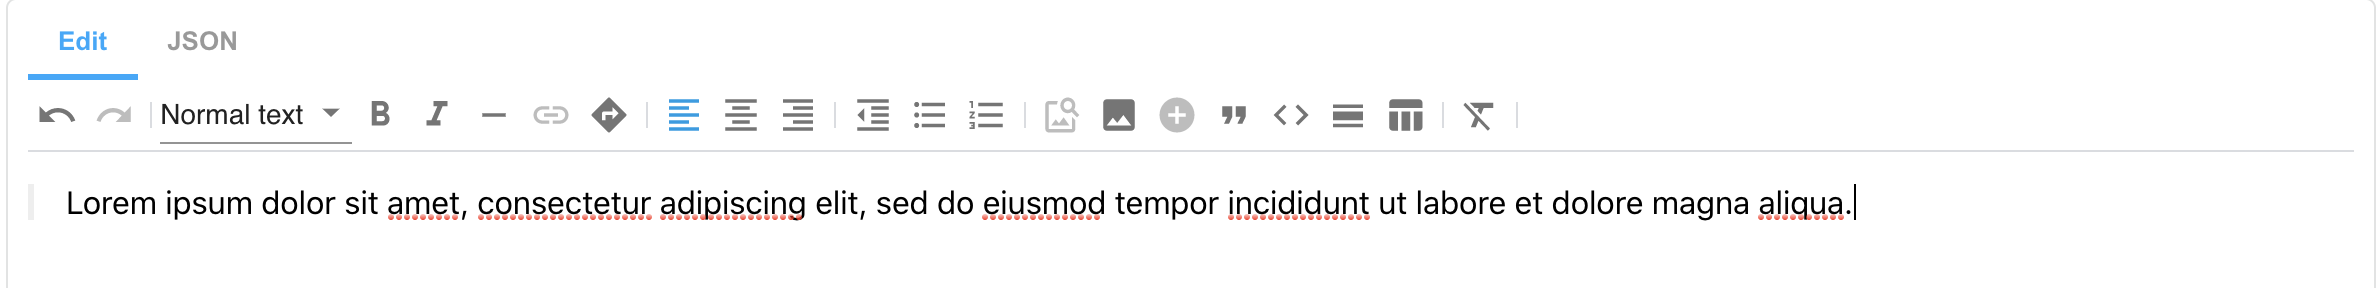 Edit JSON
Normal text
Lorem ipsum dolor sit amet, consectetur adipiscing elit, sed do eiusmod tempor incididunt ut labore et dolore magna aliqua.